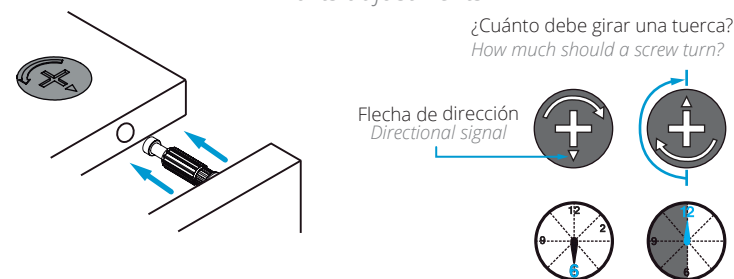 ¿Cuánto debe girar una tuerca?
How much should a screw turn?
Flecha de dirección
Directional signal
12
2
9
6
12
9
6